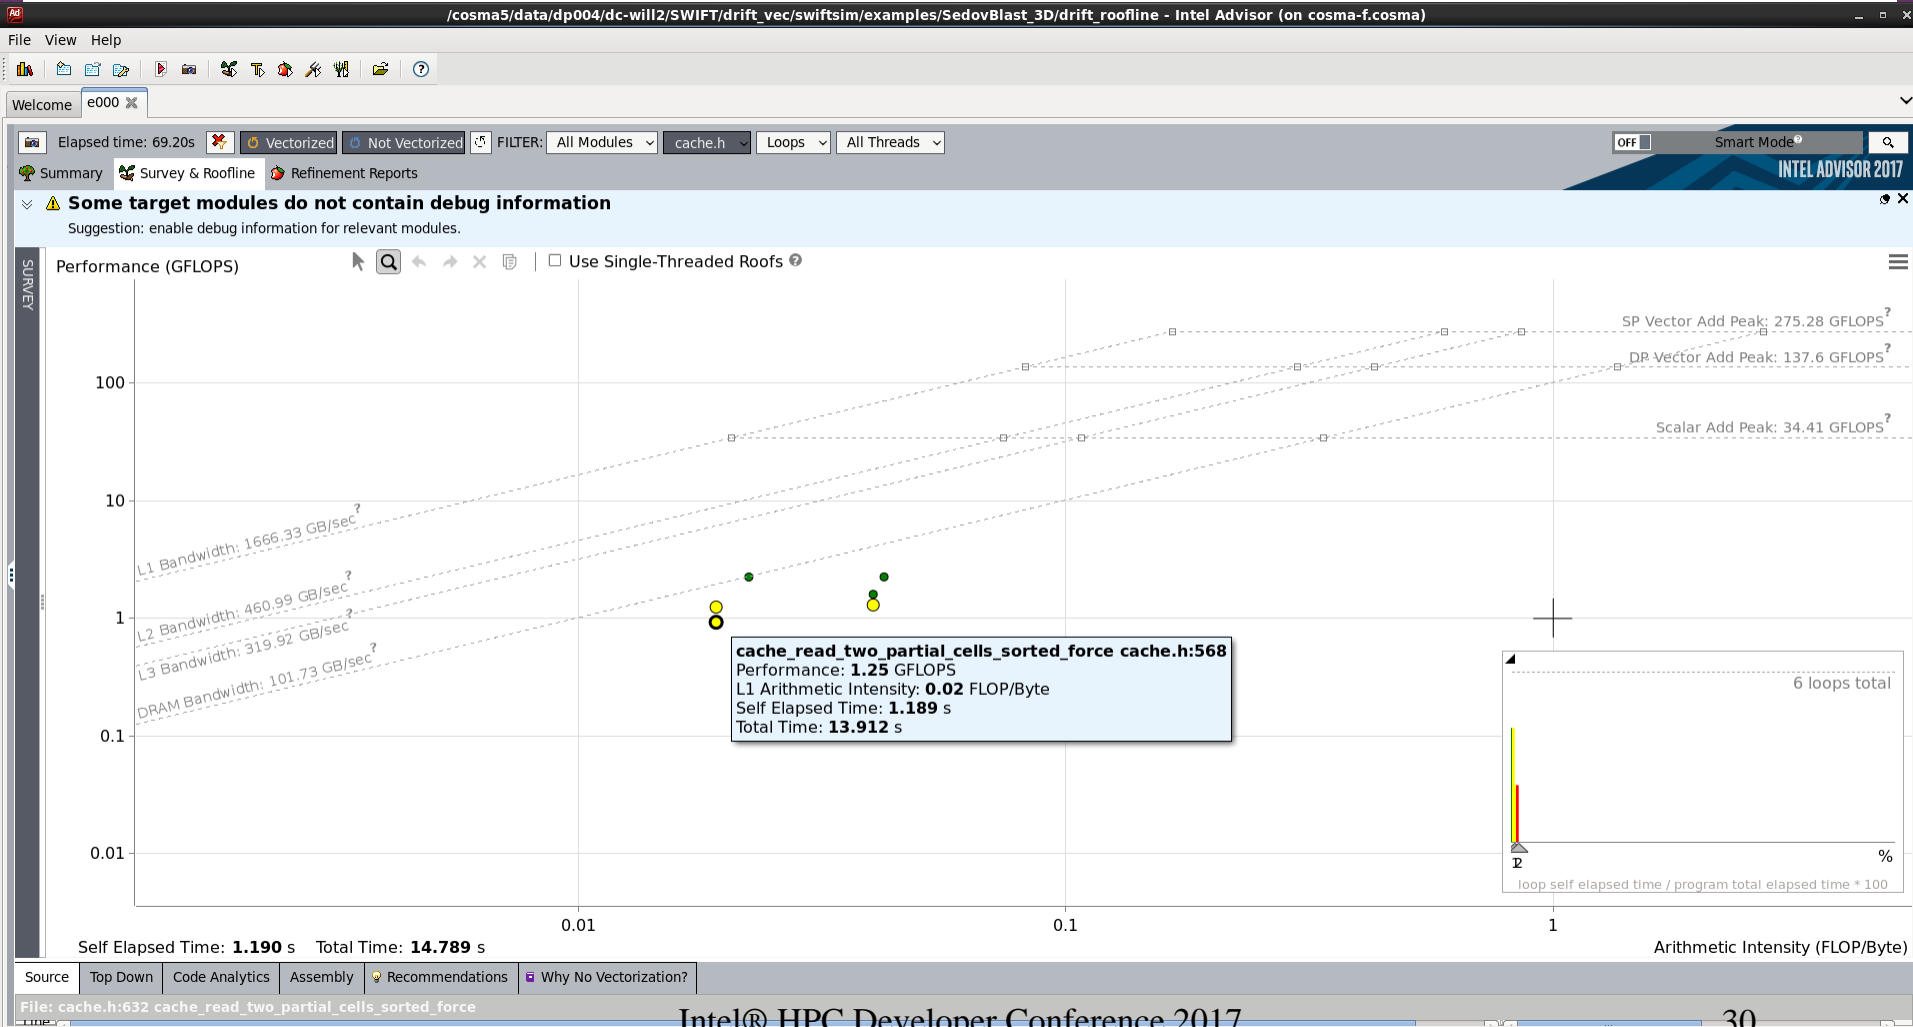 /cosma5/data/dp004/dc-will2/SWIFT/drift_vec/swiftsim/examples/SedovBlast_3D/drift_roofline - Intel Advisor (on cosma-f.cosma)
File View Help
Welcome e000
Elapsed time: 69.20s Vectorized Not Vectorized FILTER: All Modules cache.h Loops All Threads OFF Smart Mode?
Summary Survey & Roofline Refinement Reports INTEL ADVISOR 2017
Some target modules do not contain debug information
Suggestion: enable debug information for relevant modules.
SURVEY
Performance (GFLOPS) Use Single-Threaded Roofs ?
SP Vector Add Peak: 275.28 GFLOPS?
DP Vector Add Peak: 137.6 GFLOPS?
100
Scalar Add Peak: 34.41 GFLOPS?
10
L1 Bandwidth: 1666.33 GB/sec?
L2 Bandwidth: 460.99 GB/sec?
1
L3 Bandwidth: 319.92 GB/sec?
DRAM Bandwidth: 101.73 GB/sec?
cache_read_two_partial_cells_sorted_force cache.h:568
Performance: 1.25 GFLOPS
L1 Arithmetic Intensity: 0.02 FLOP/Byte
Self Elapsed Time: 1.189 s
Total Time: 13.912 s
6 loops total
0.1
0.01
12 %
loop self elapsed time / program total elapsed time * 100
0.01 0.1 1
Self Elapsed Time: 1.190 s Total Time: 14.789 s Arithmetic Intensity (FLOP/Byte)
Source Top Down Code Analytics Assembly Recommendations Why No Vectorization?
File: cache.h:632 cache_read_two_partial_cells_sorted_force
Line
Intel® HPC Developer Conference 2017 30